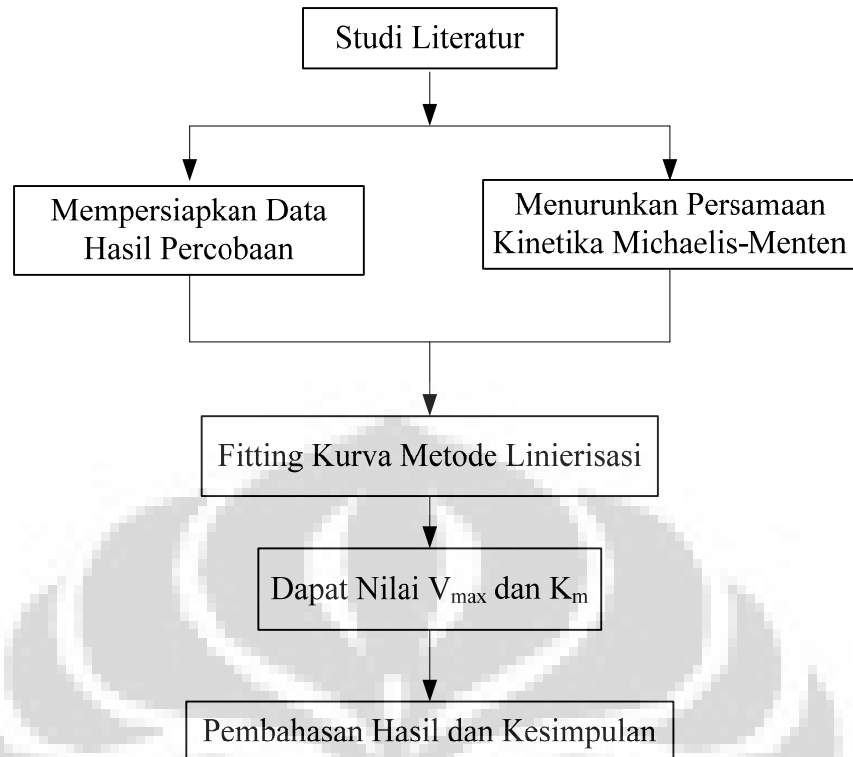 Studi Literatur
Mempersiapkan Data
Hasil Percobaan
Menurunkan Persamaan
Kinetika Michaelis-Menten
Fitting Kurva Metode Linierisasi
Dapat Nilai Vmax dan Km
Pembahasan Hasil dan Kesimpulan